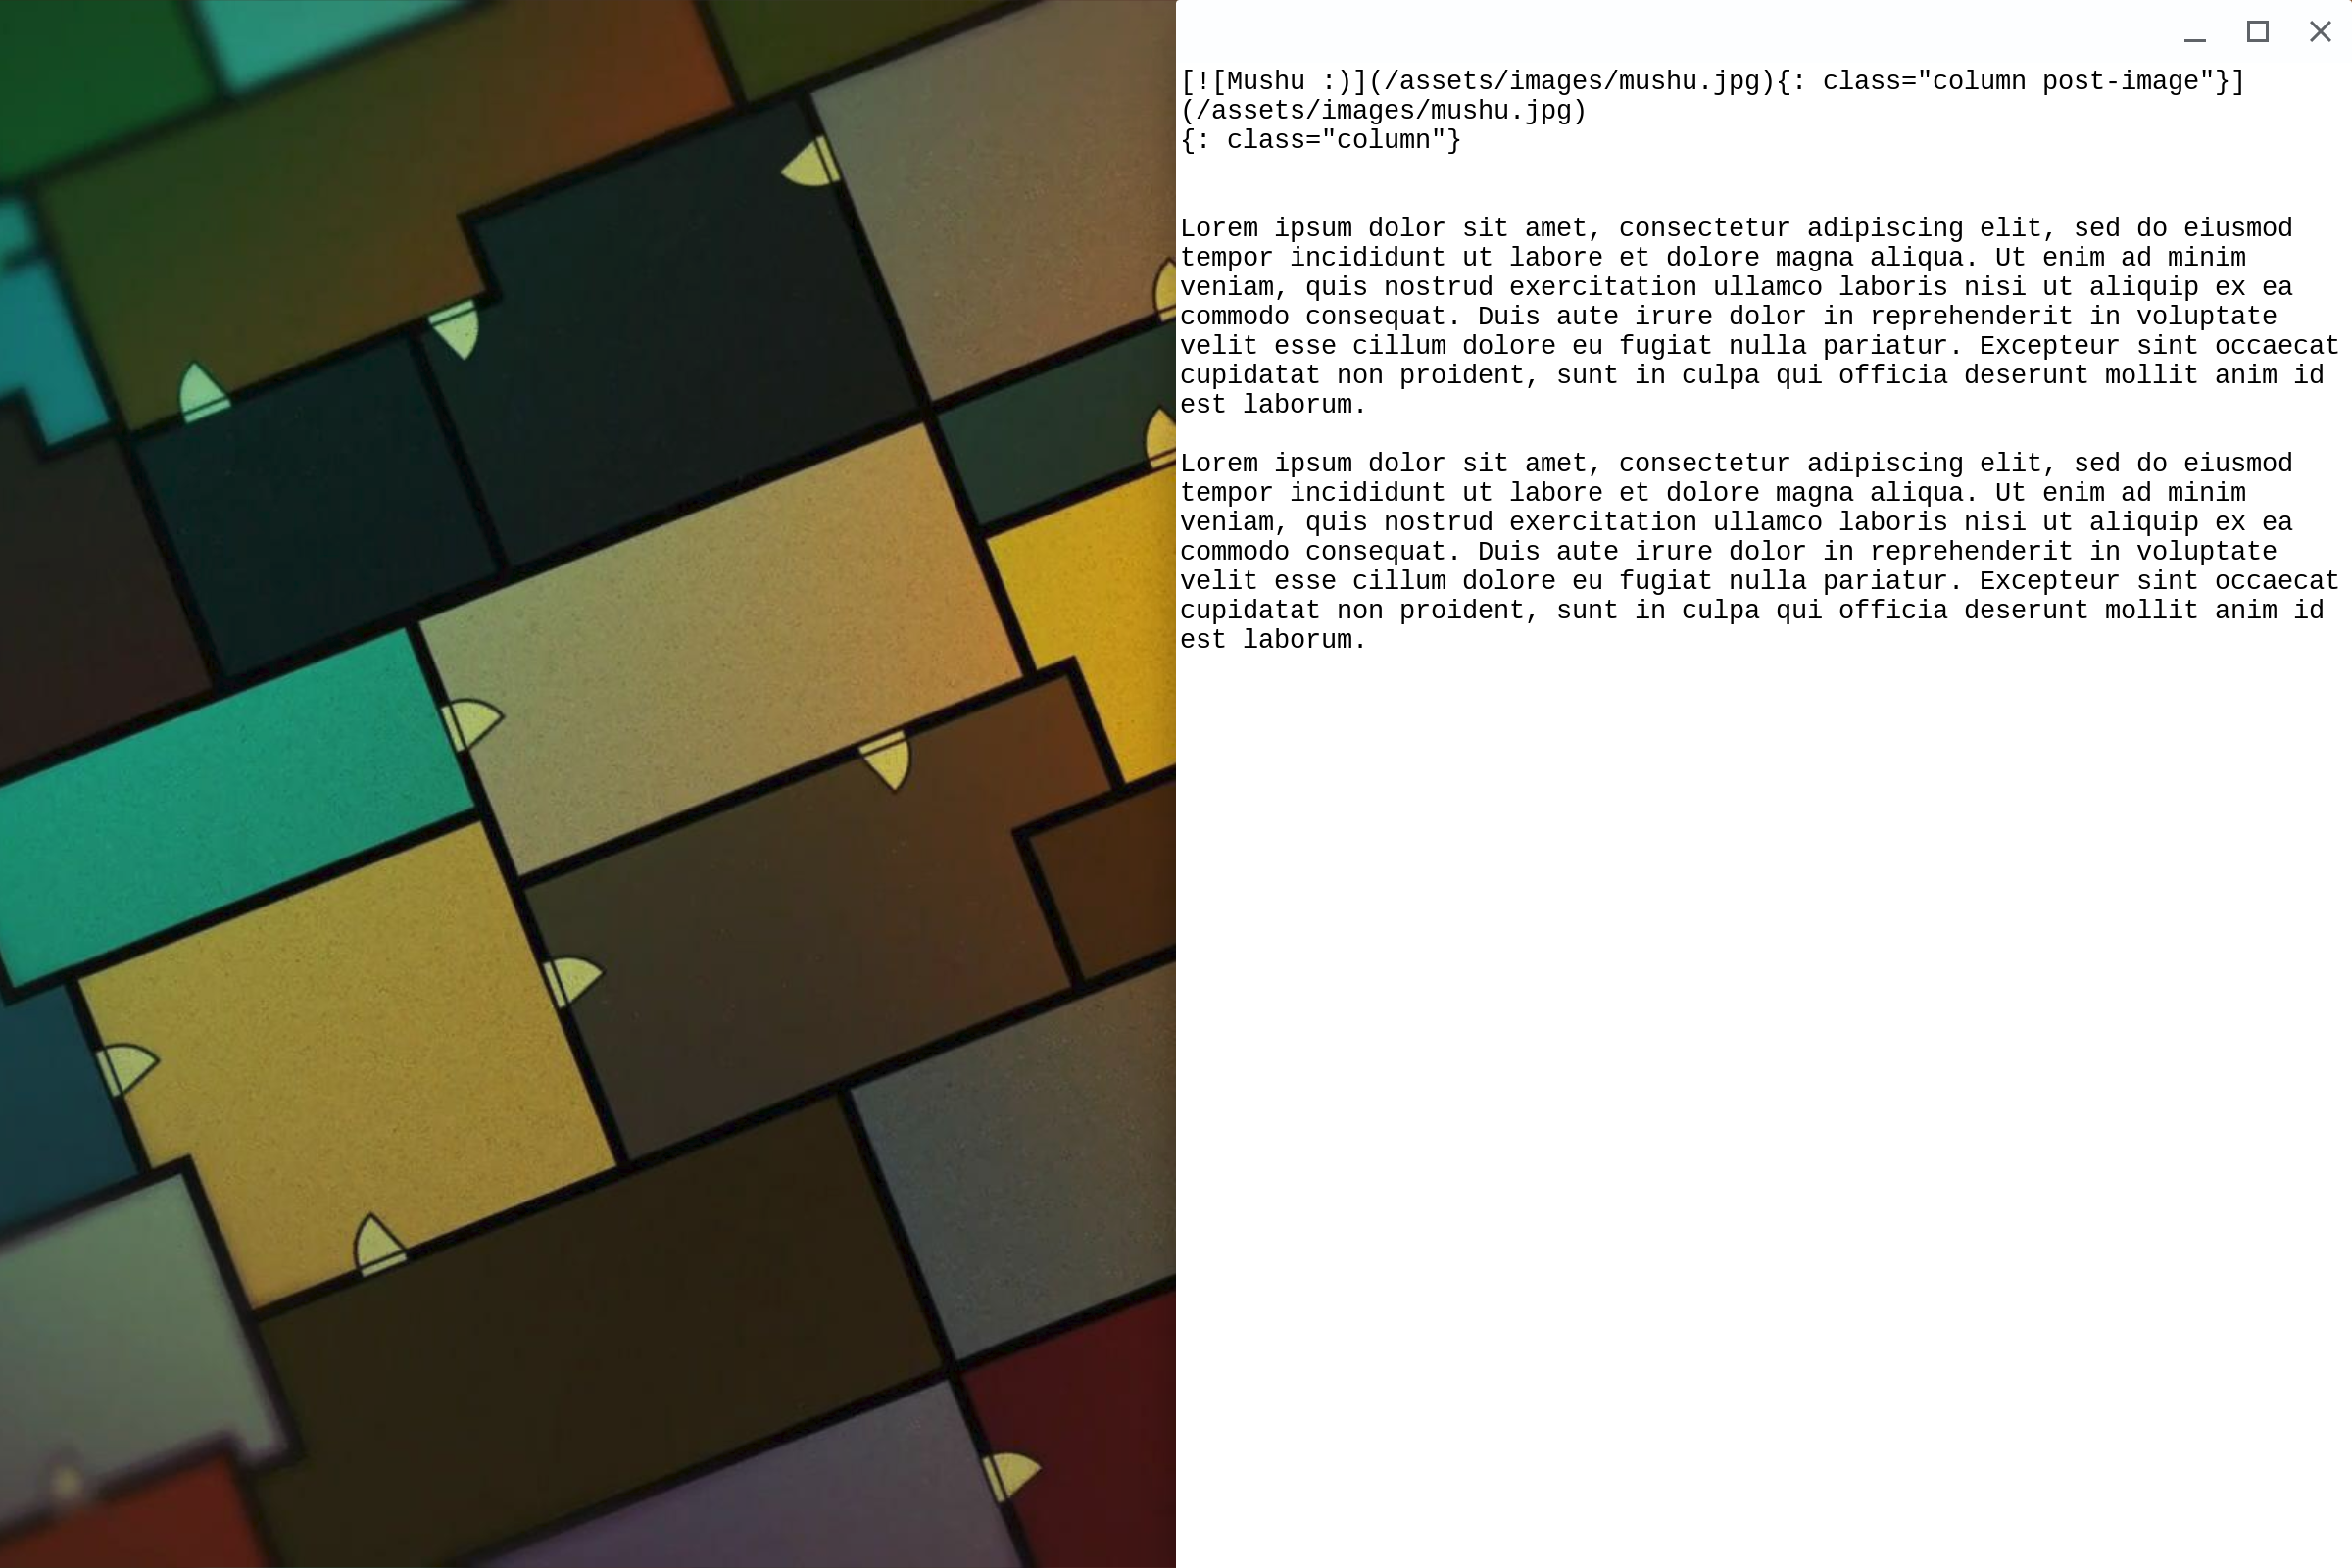 [![Mushu :)](/assets/images/mushu.jpg){: class="column post-image"}]
(/assets/images/mushu.jpg)
{: class="column"}
Lorem ipsum dolor sit amet, consectetur adipiscing elit, sed do eiusmod
tempor incididunt ut labore et dolore magna aliqua. Ut enim ad minim
veniam, quis nostrud exercitation ullamco laboris nisi ut aliquip ex ea
commodo consequat. Duis aute irure dolor in reprehenderit in voluptate
velit esse cillum dolore eu fugiat nulla pariatur. Excepteur sint occaecat
cupidatat non proident, sunt in culpa qui officia deserunt mollit anim id
est laborum.
Lorem ipsum dolor sit amet, consectetur adipiscing elit, sed do eiusmod
tempor incididunt ut labore et dolore magna aliqua. Ut enim ad minim
veniam, quis nostrud exercitation ullamco laboris nisi ut aliquip ex ea
commodo consequat. Duis aute irure dolor in reprehenderit in voluptate
velit esse cillum dolore eu fugiat nulla pariatur. Excepteur sint occaecat
cupidatat non proident, sunt in culpa qui officia deserunt mollit anim id
est laborum.